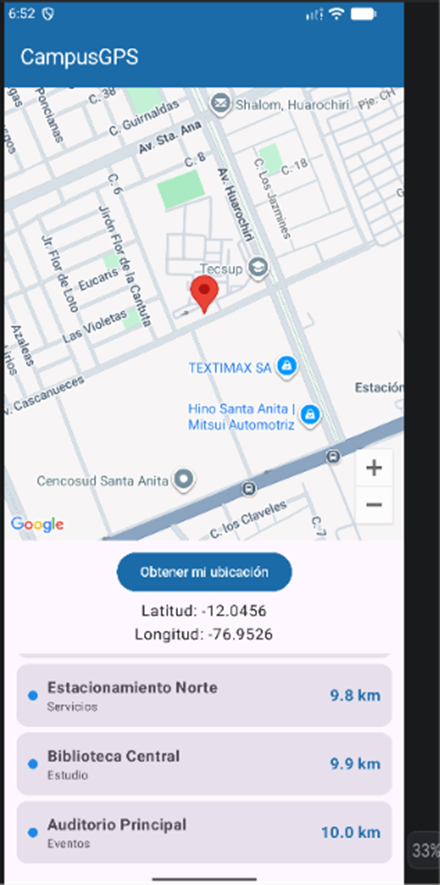 6:52
CampusGPS
C. 38
Poncianas
C. Guirnaldas
Shalom, Huarochiri
Pje. CH
Av. Sta. Ana
C. 8
C. 6
Av. Huarochiri
C. Los Jazmines
C.-18
Jirón Flor de la Cantuta
Jr. Flor de Loto
Eucaris
Tecsup
Las Violetas
Azaleas
Cascanueces
TEXTIMAX SA
Estación
Hino Santa Anita |
Mitsui Automotriz
Cencosud Santa Anita
+
−
C. los Claveles
C.-7
Google
Obtener mi ubicación
Latitud: -12.0456
Longitud: -76.9526
Estacionamiento Norte
9.8 km
Servicios
Biblioteca Central
9.9 km
Estudio
Auditorio Principal
10.0 km
Eventos
33%